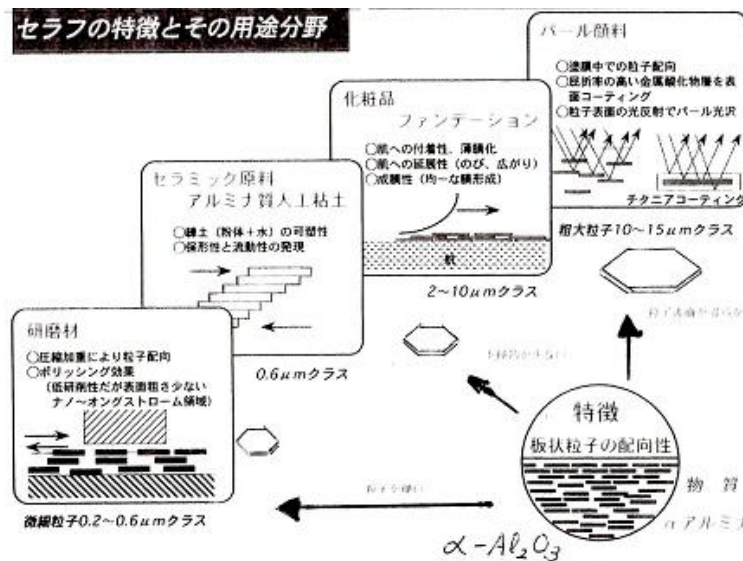 セラフの特徴とその用途分野
パール顔料
○塗膜中での粒子配向
○屈折率の高い金属酸化物層を表
面コーティング
○粒子表面の光反射でパール光沢
チタニアコーティング
粗大粒子10〜15μmクラス
化粧品
ファンデーション
○肌への付着性、薄膜化
○肌への延展性（のび、広がり）
○成膜性（均一な膜形成）
肌
2〜10μmクラス
セラミック原料
アルミナ質人工粘土
○練土（粉体＋水）の可塑性
○保形性と流動性の発現
0.6μmクラス
研磨材
○圧縮加重により粒子配向
○ポリッシング効果
（低研削性だが表面粗さ少ない
ナノ〜オングストローム領域）
微細粒子0.2〜0.6μmクラス
特徴
板状粒子の配向性
物質
αアルミナ
α-Al₂O₃